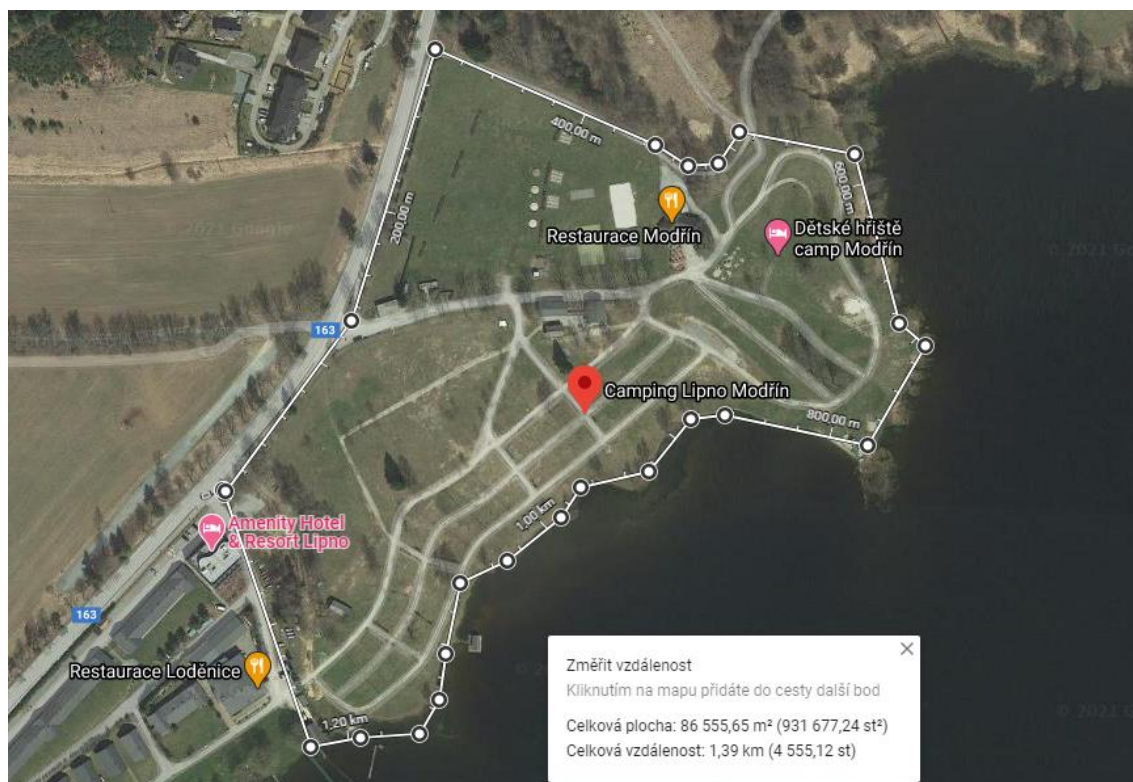 400,00 m
600,00 m
200,00 m
2021 Google
Restaurace Modřín
Dětské hřiště
camp Modřín
163
Camping Lipno Modřín
800,00 m
1,00 km
Amenity Hotel
& Resort Lipno
163
Restaurace Loděnice
1,20 km
Změřit vzdálenost
Kliknutím na mapu přidáte do cesty další bod
Celková plocha: 86 555,65 m² (931 677,24 st²)
Celková vzdálenost: 1,39 km (4 555,12 st)